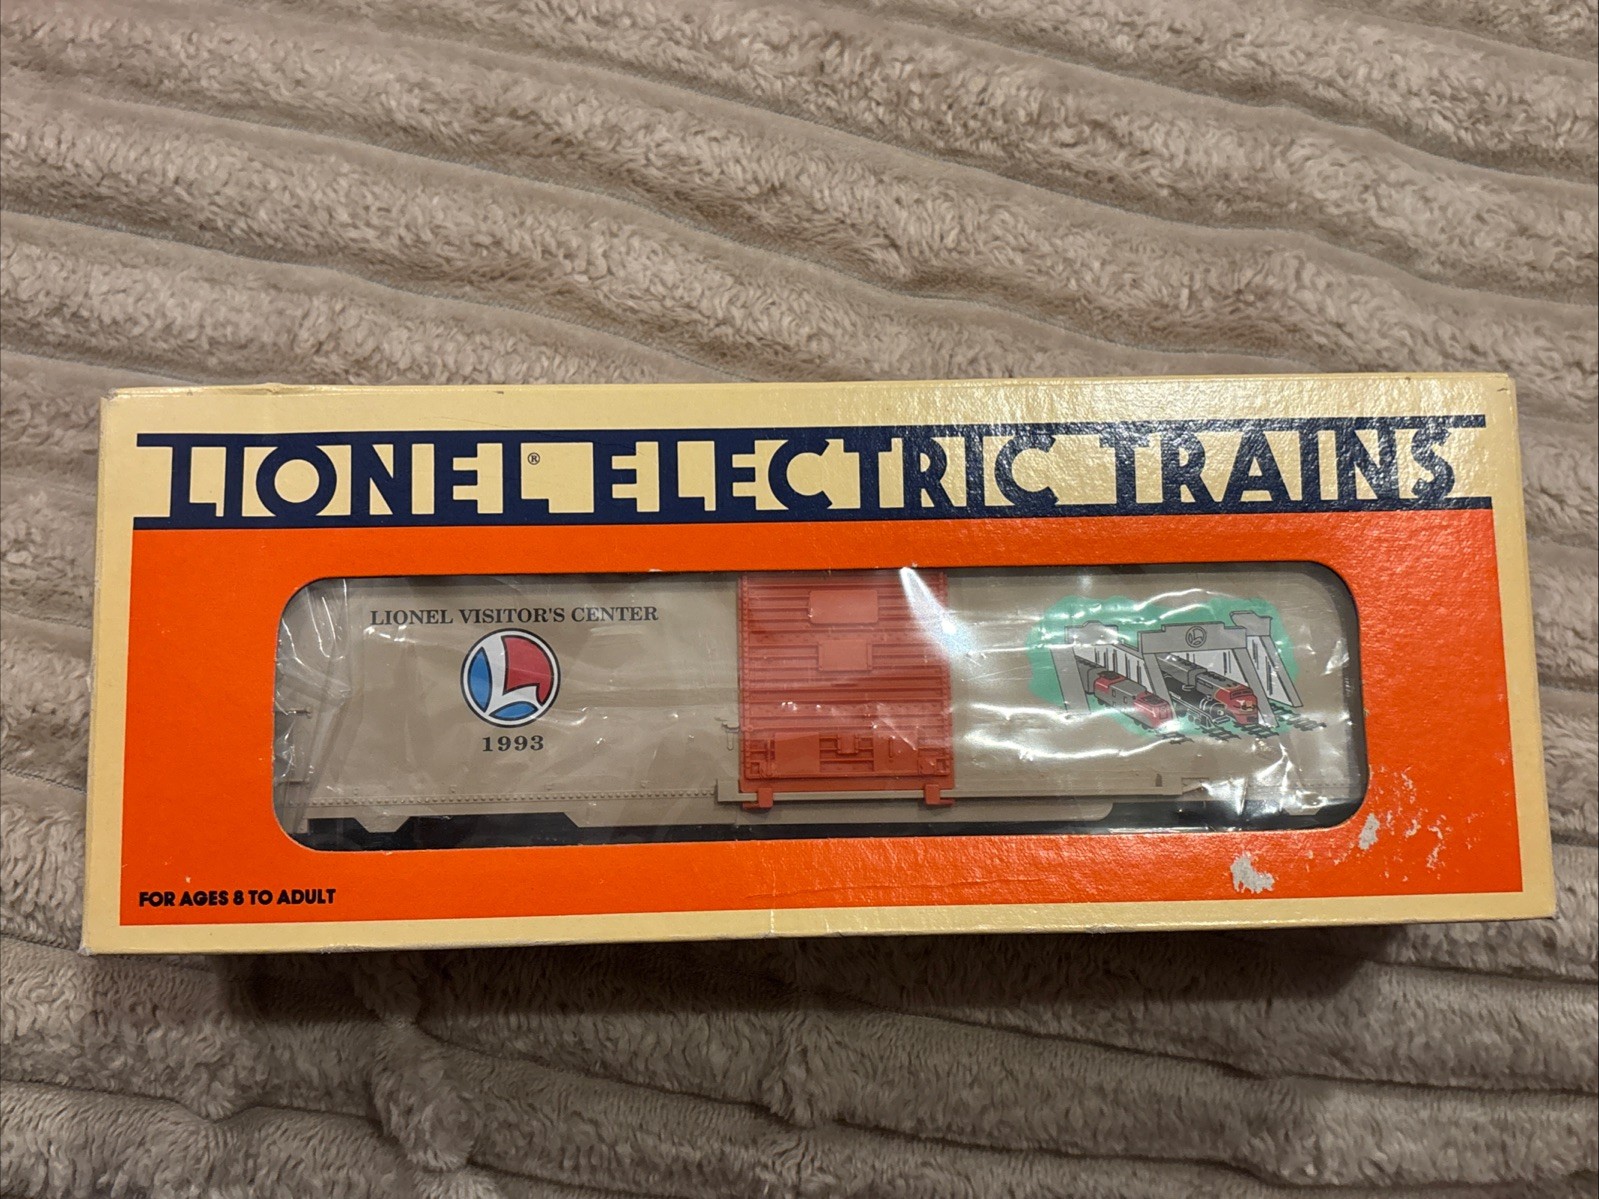 LIONEL® ELECTRIC TRAINS
LIONEL VISITOR'S CENTER
L
1993
FOR AGES 8 TO ADULT